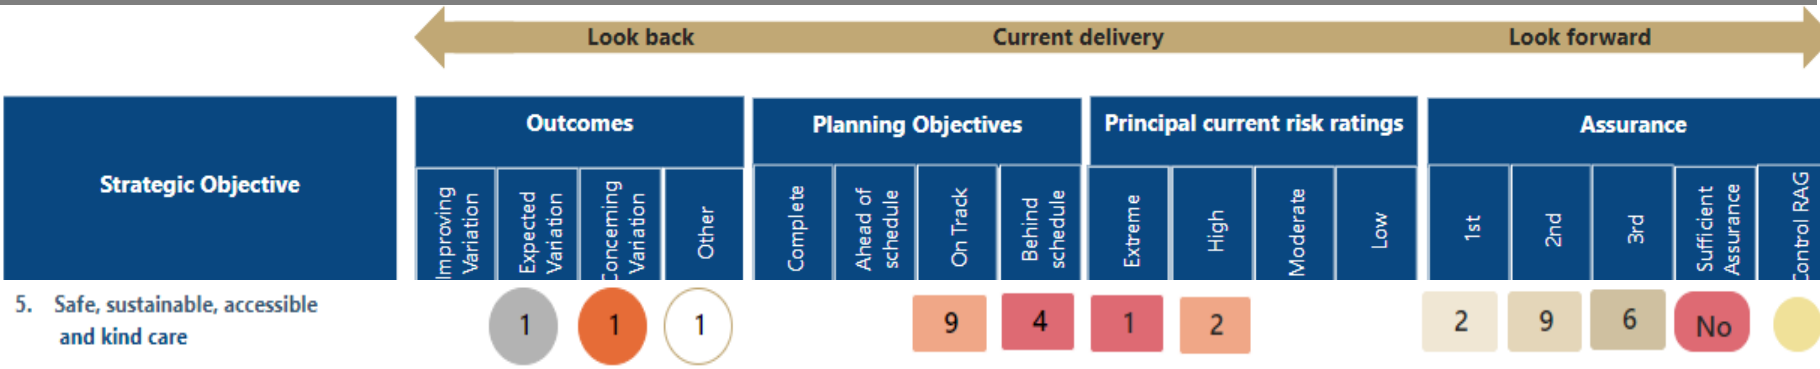 Look back
Current delivery
Look forward
Strategic Objective
Outcomes
Planning Objectives
Principal current risk ratings
Assurance
Improving
Variation
Expected
Variation
Concerning
Variation
Other
Complete
Ahead of
schedule
On Track
Behind
schedule
Extreme
High
Moderate
Low
1st
2nd
3rd
Sufficient
Assurance
Control RAG
5. Safe, sustainable, accessible
and kind care
1
1
1
9
4
1
2
2
9
6
No